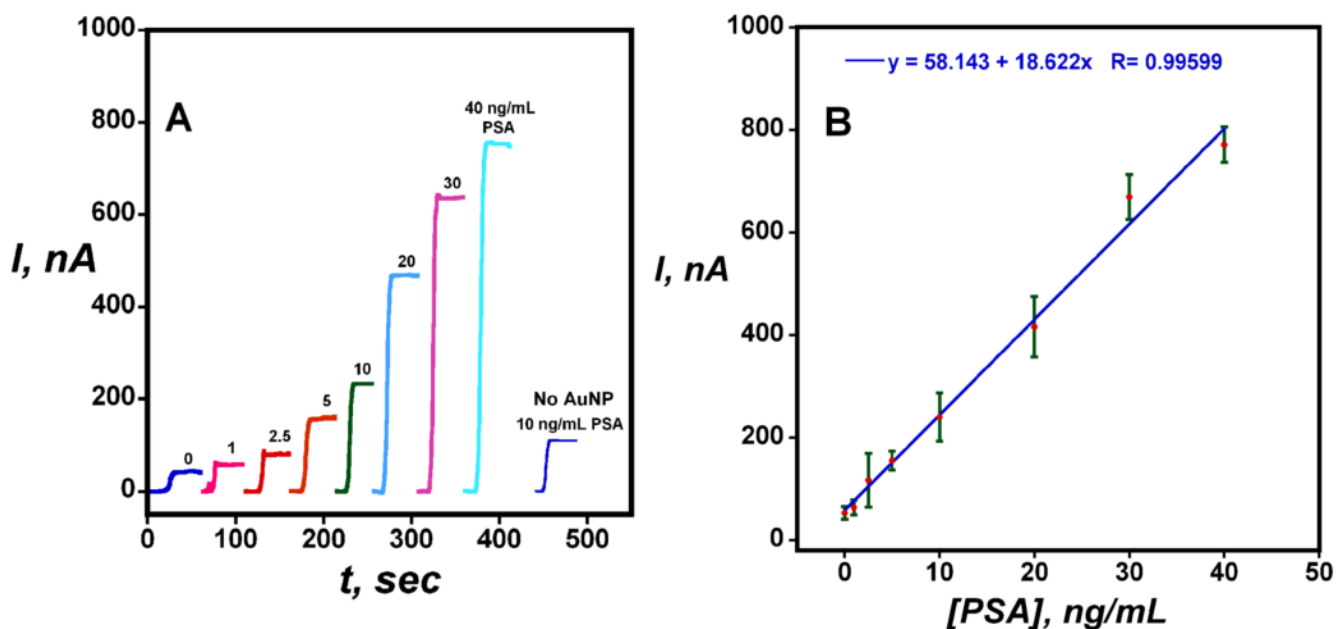 1000
800
600
400
200
0
I, nA
A
0
1
2.5
5
10
20
30
40 ng/mL
PSA
No AuNP
10 ng/mL PSA
0 100 200 300 400 500
t, sec
1000
800
600
400
200
0
I, nA
y = 58.143 + 18.622x R= 0.99599
B
0 10 20 30 40 50
[PSA], ng/mL